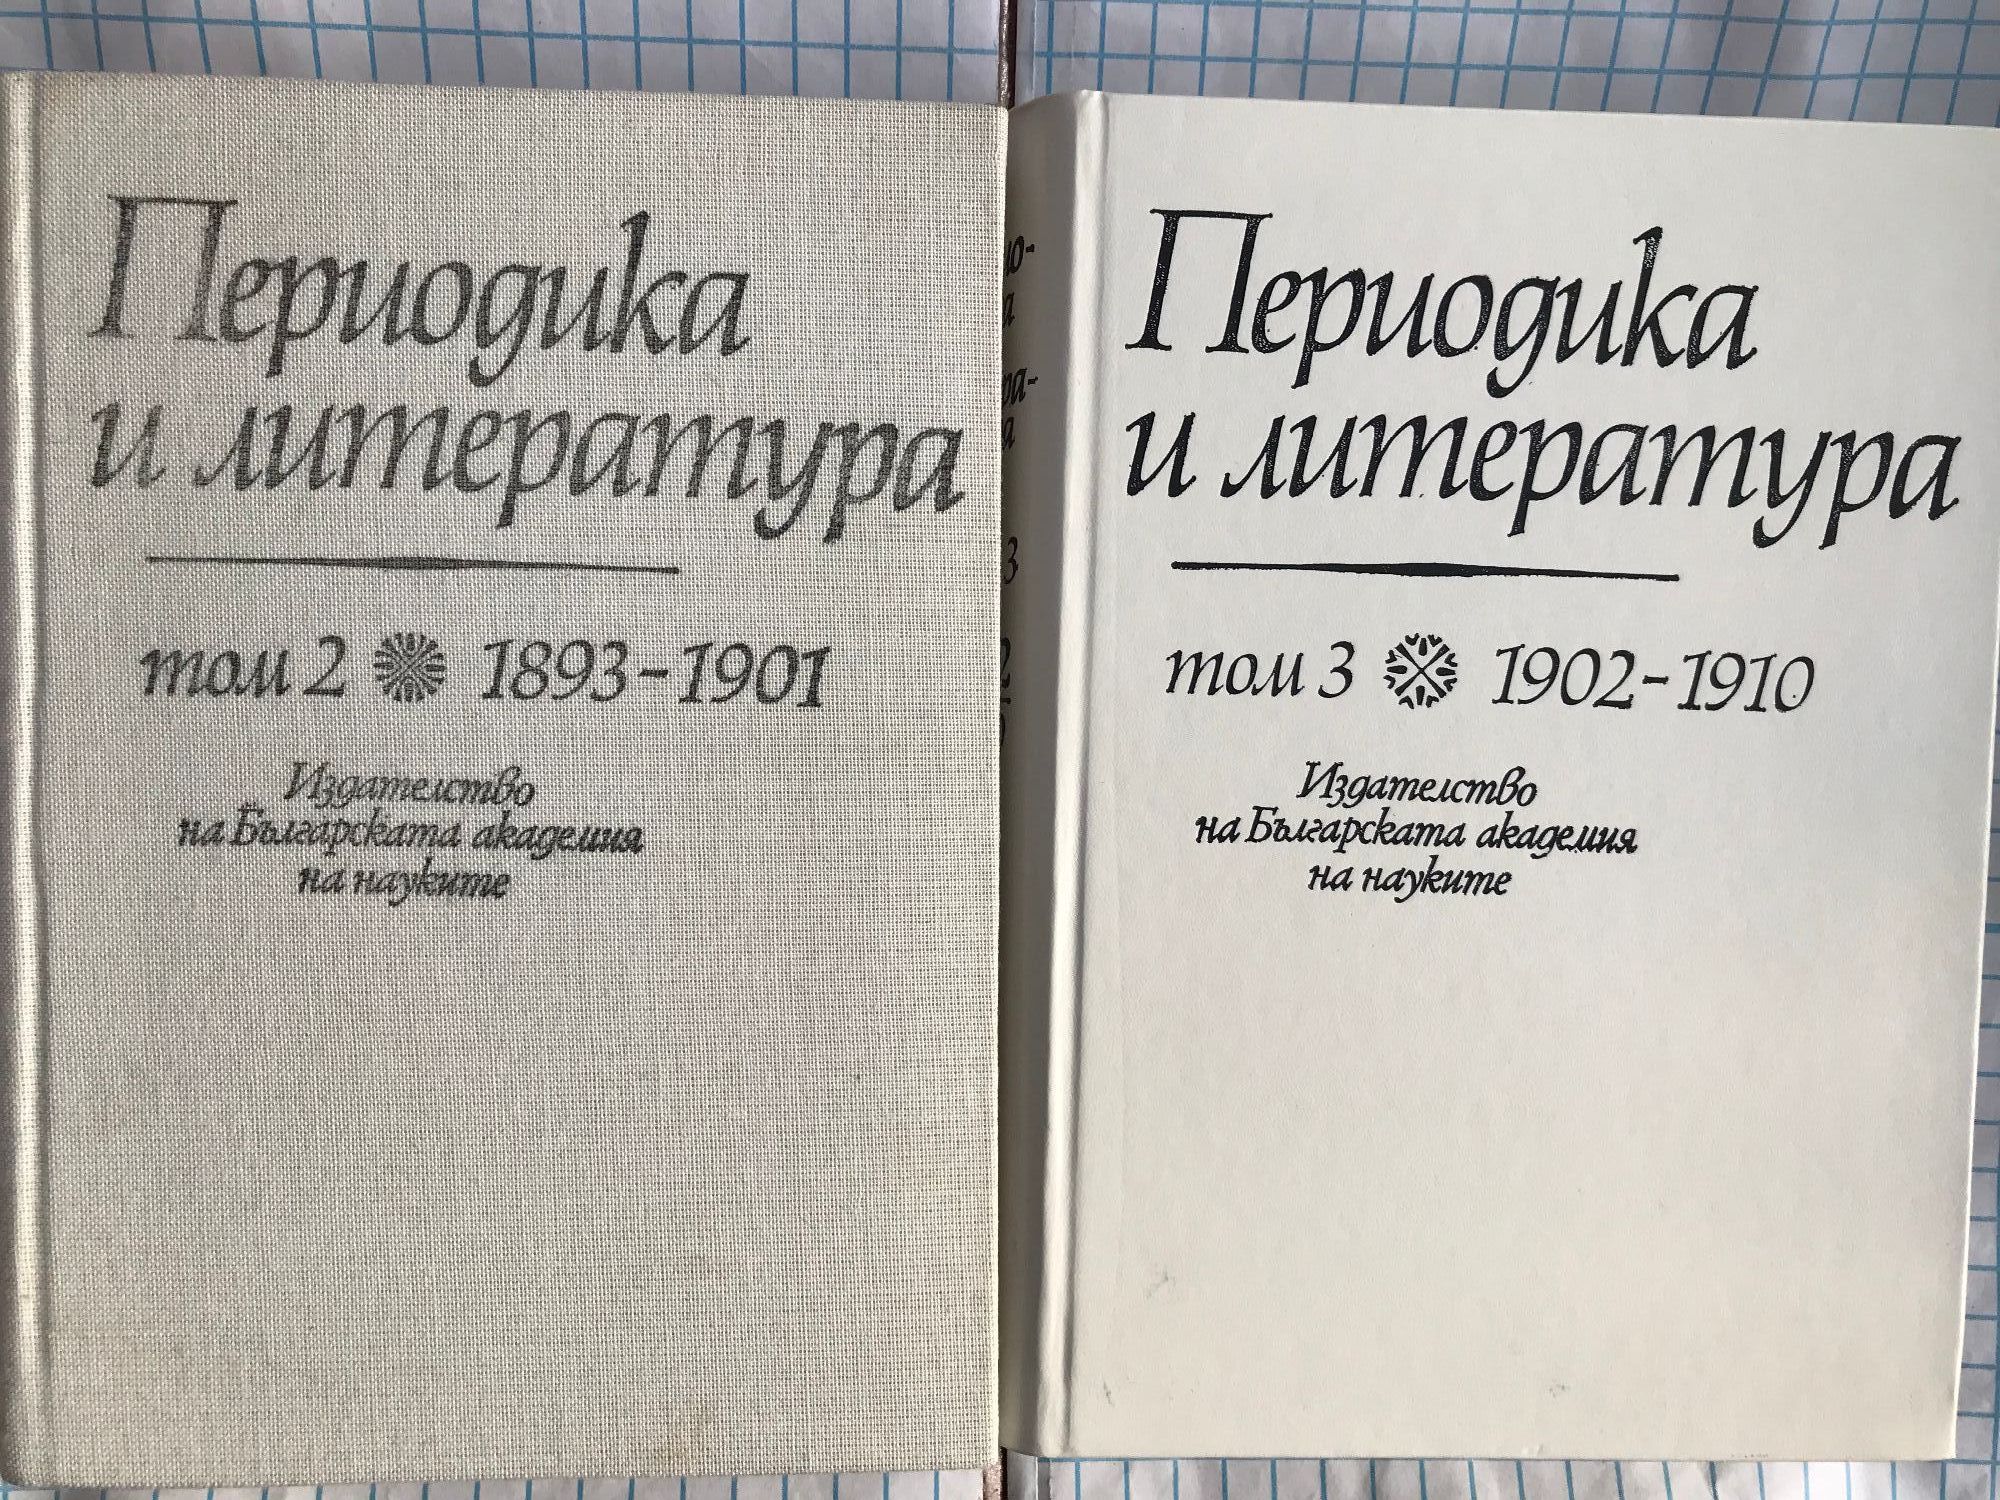 Периодика
и литература
том 2 1893-1901
Издателство
на Българската академия
на науките
Периодика
и литература
том 3 1902-1910
Издателство
на Българската академия
на науките